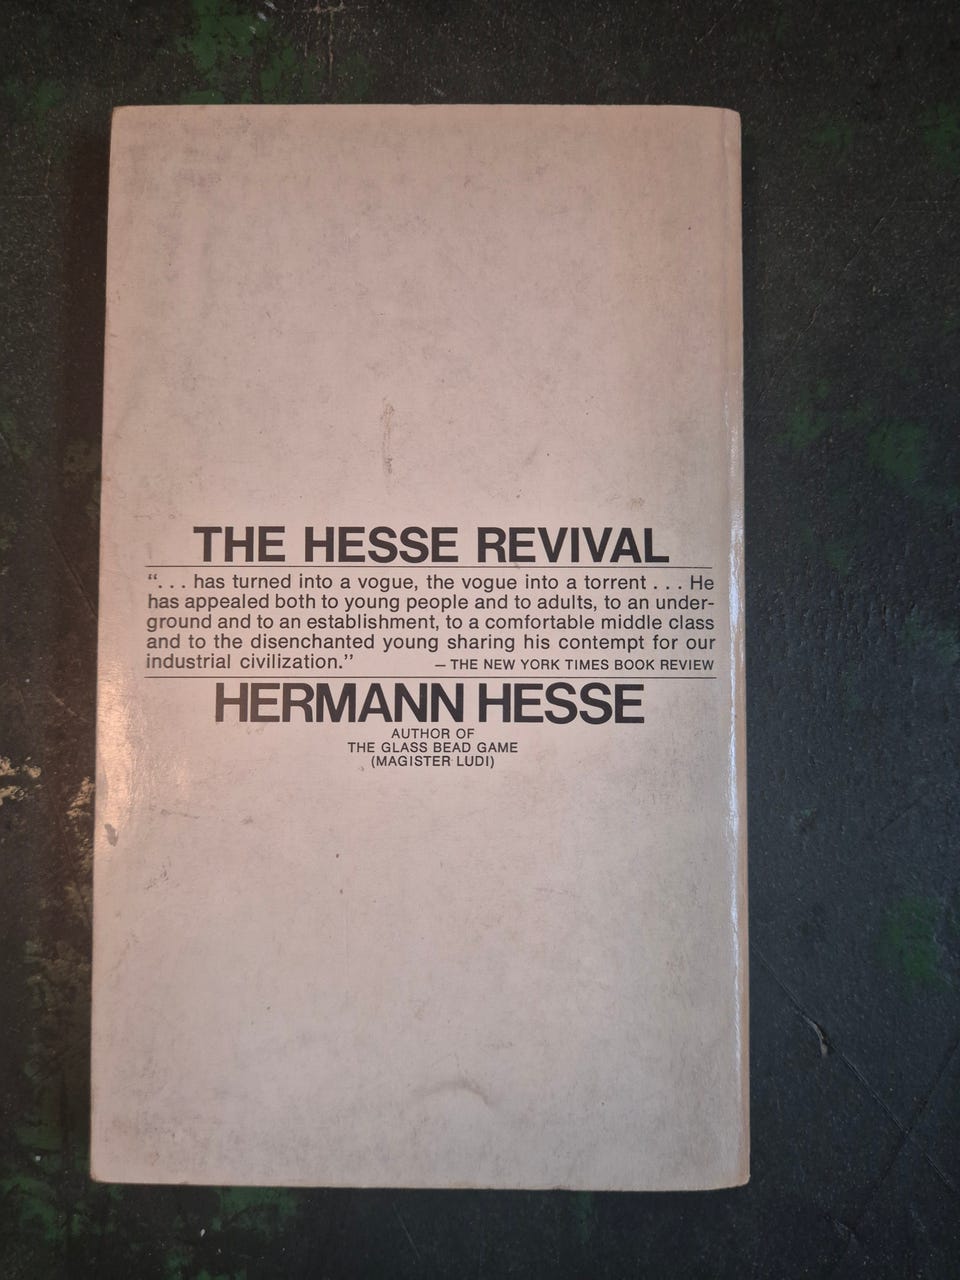 THE HESSE REVIVAL
“. . . has turned into a vogue, the vogue into a torrent . . . He
has appealed both to young people and to adults, to an under-
ground and to an establishment, to a comfortable middle class
and to the disenchanted young sharing his contempt for our
industrial civilization.” – THE NEW YORK TIMES BOOK REVIEW
HERMANN HESSE
AUTHOR OF
THE GLASS BEAD GAME
(MAGISTER LUDI)